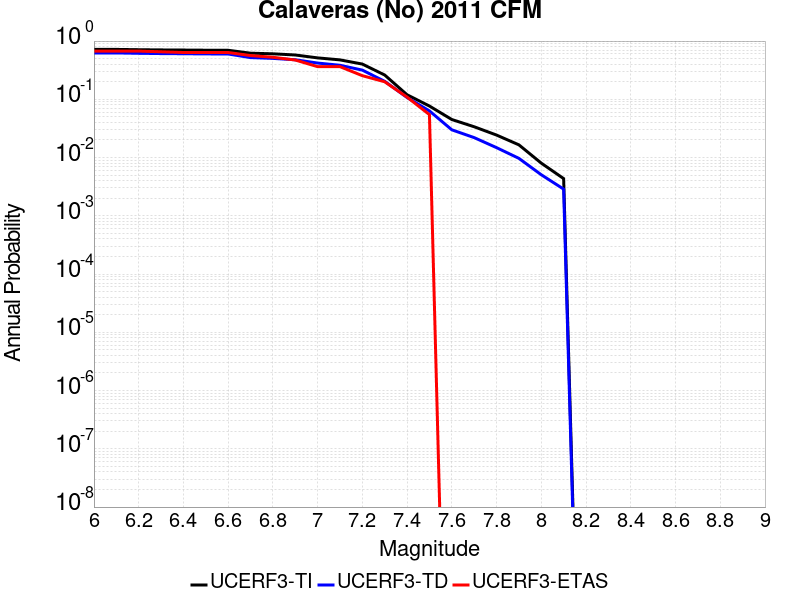 Calaveras (No) 2011 CFM
10^0
10^-1
10^-2
10^-3
10^-4
10^-5
10^-6
10^-7
10^-8
Annual Probability
6 6.2 6.4 6.6 6.8 7 7.2 7.4 7.6 7.8 8 8.2 8.4 8.6 8.8 9
Magnitude
UCERF3-TI UCERF3-TD UCERF3-ETAS